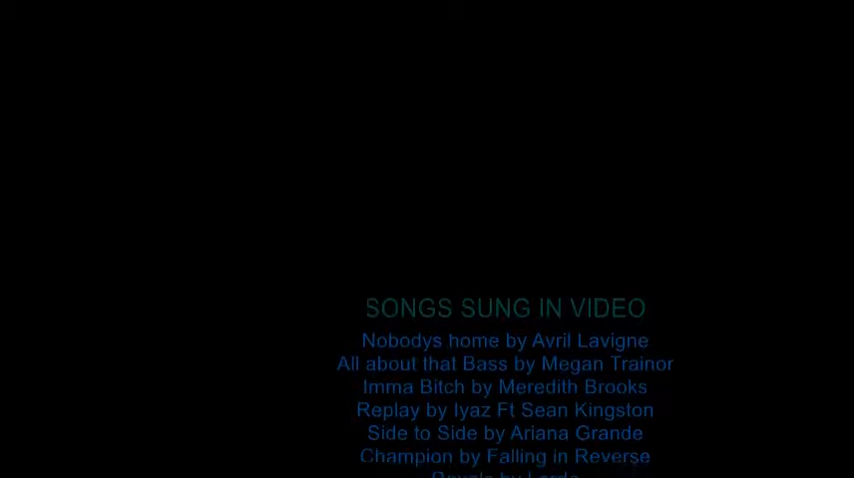 SONGS SUNG IN VIDEO
Nobodys home by Avril Lavigne
All about that Bass by Megan Trainor
Imma Bitch by Meredith Brooks
Replay by Iyaz Ft Sean Kingston
Side to Side by Ariana Grande
Champion by Falling in Reverse
by Lorde